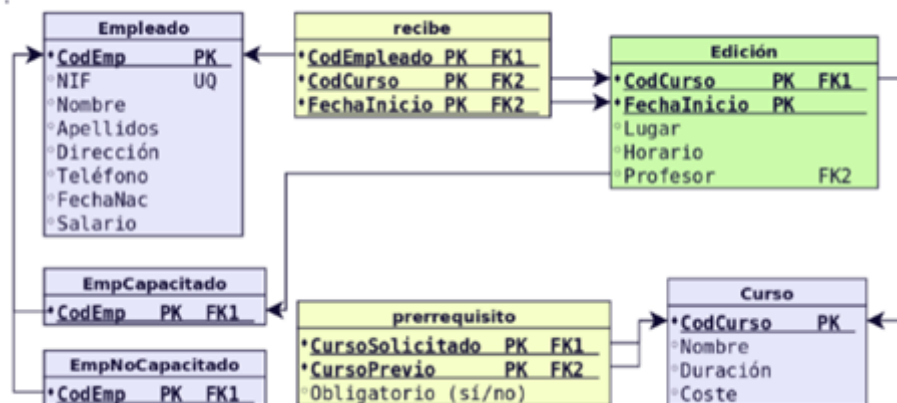 Empleado
CodEmp PK
NIF UQ
Nombre
Apellidos
Dirección
Teléfono
FechaNac
Salario
recibe
CodEmpleado PK FK1
CodCurso PK FK2
FechaInicio PK FK2
Edición
CodCurso PK FK1
FechaInicio PK
Lugar
Horario
Profesor FK2
EmpCapacitado
CodEmp PK FK1
EmpNoCapacitado
CodEmp PK FK1
prerrequisito
CursoSolicitado PK FK1
CursoPrevio PK FK2
Obligatorio (sí/no)
Curso
CodCurso PK
Nombre
Duración
Coste